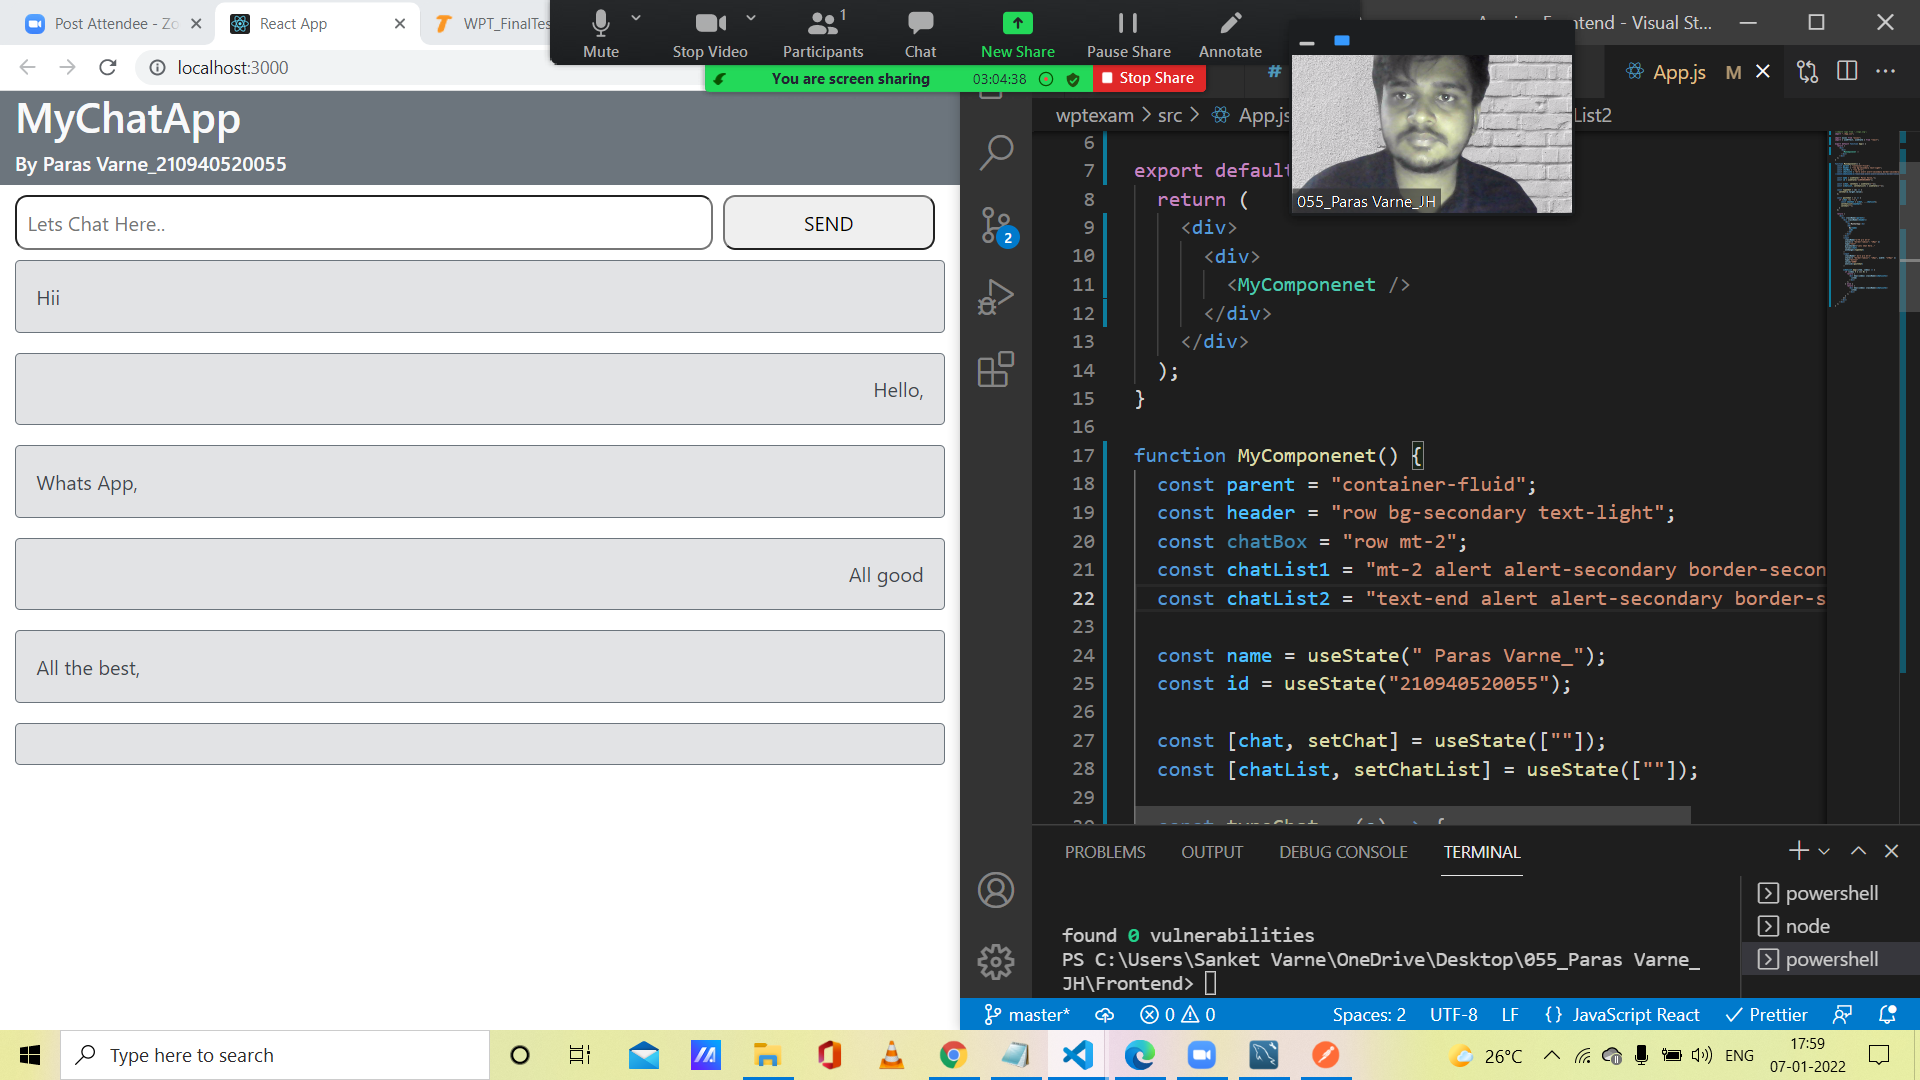 Post Attendee - Zo
React App
WPT_FinalTes
localhost:3000
Mute
Stop Video
Participants
1
Chat
New Share
Pause Share
Annotate
You are screen sharing
03:04:38
Stop Share
Frontend - Visual St...
App.js M
wptexam > src > App.js
List2
055_Paras Varne_JH
MyChatApp
By Paras Varne_210940520055
Lets Chat Here..
SEND
Hii
Hello,
Whats App,
All good
All the best,
2
6
7 export default
8 return (
9 <div>
10 <div>
11 <MyComponenet />
12 </div>
13 </div>
14 );
15 }
16
17 function MyComponenet() {
18 const parent = "container-fluid";
19 const header = "row bg-secondary text-light";
20 const chatBox = "row mt-2";
21 const chatList1 = "mt-2 alert alert-secondary border-secon
22 const chatList2 = "text-end alert alert-secondary border-s
23
24 const name = useState(" Paras Varne_");
25 const id = useState("210940520055");
26
27 const [chat, setChat] = useState([""]);
28 const [chatList, setChatList] = useState([""]);
29
PROBLEMS
OUTPUT
DEBUG CONSOLE
TERMINAL
found 0 vulnerabilities
PS C:\Users\Sanket Varne\OneDrive\Desktop\055_Paras Varne_
JH\Frontend>
powershell
node
powershell
master*
0
0
Spaces: 2
UTF-8
LF
{ } JavaScript React
Prettier
Type here to search
26°C
ENG
17:59
07-01-2022